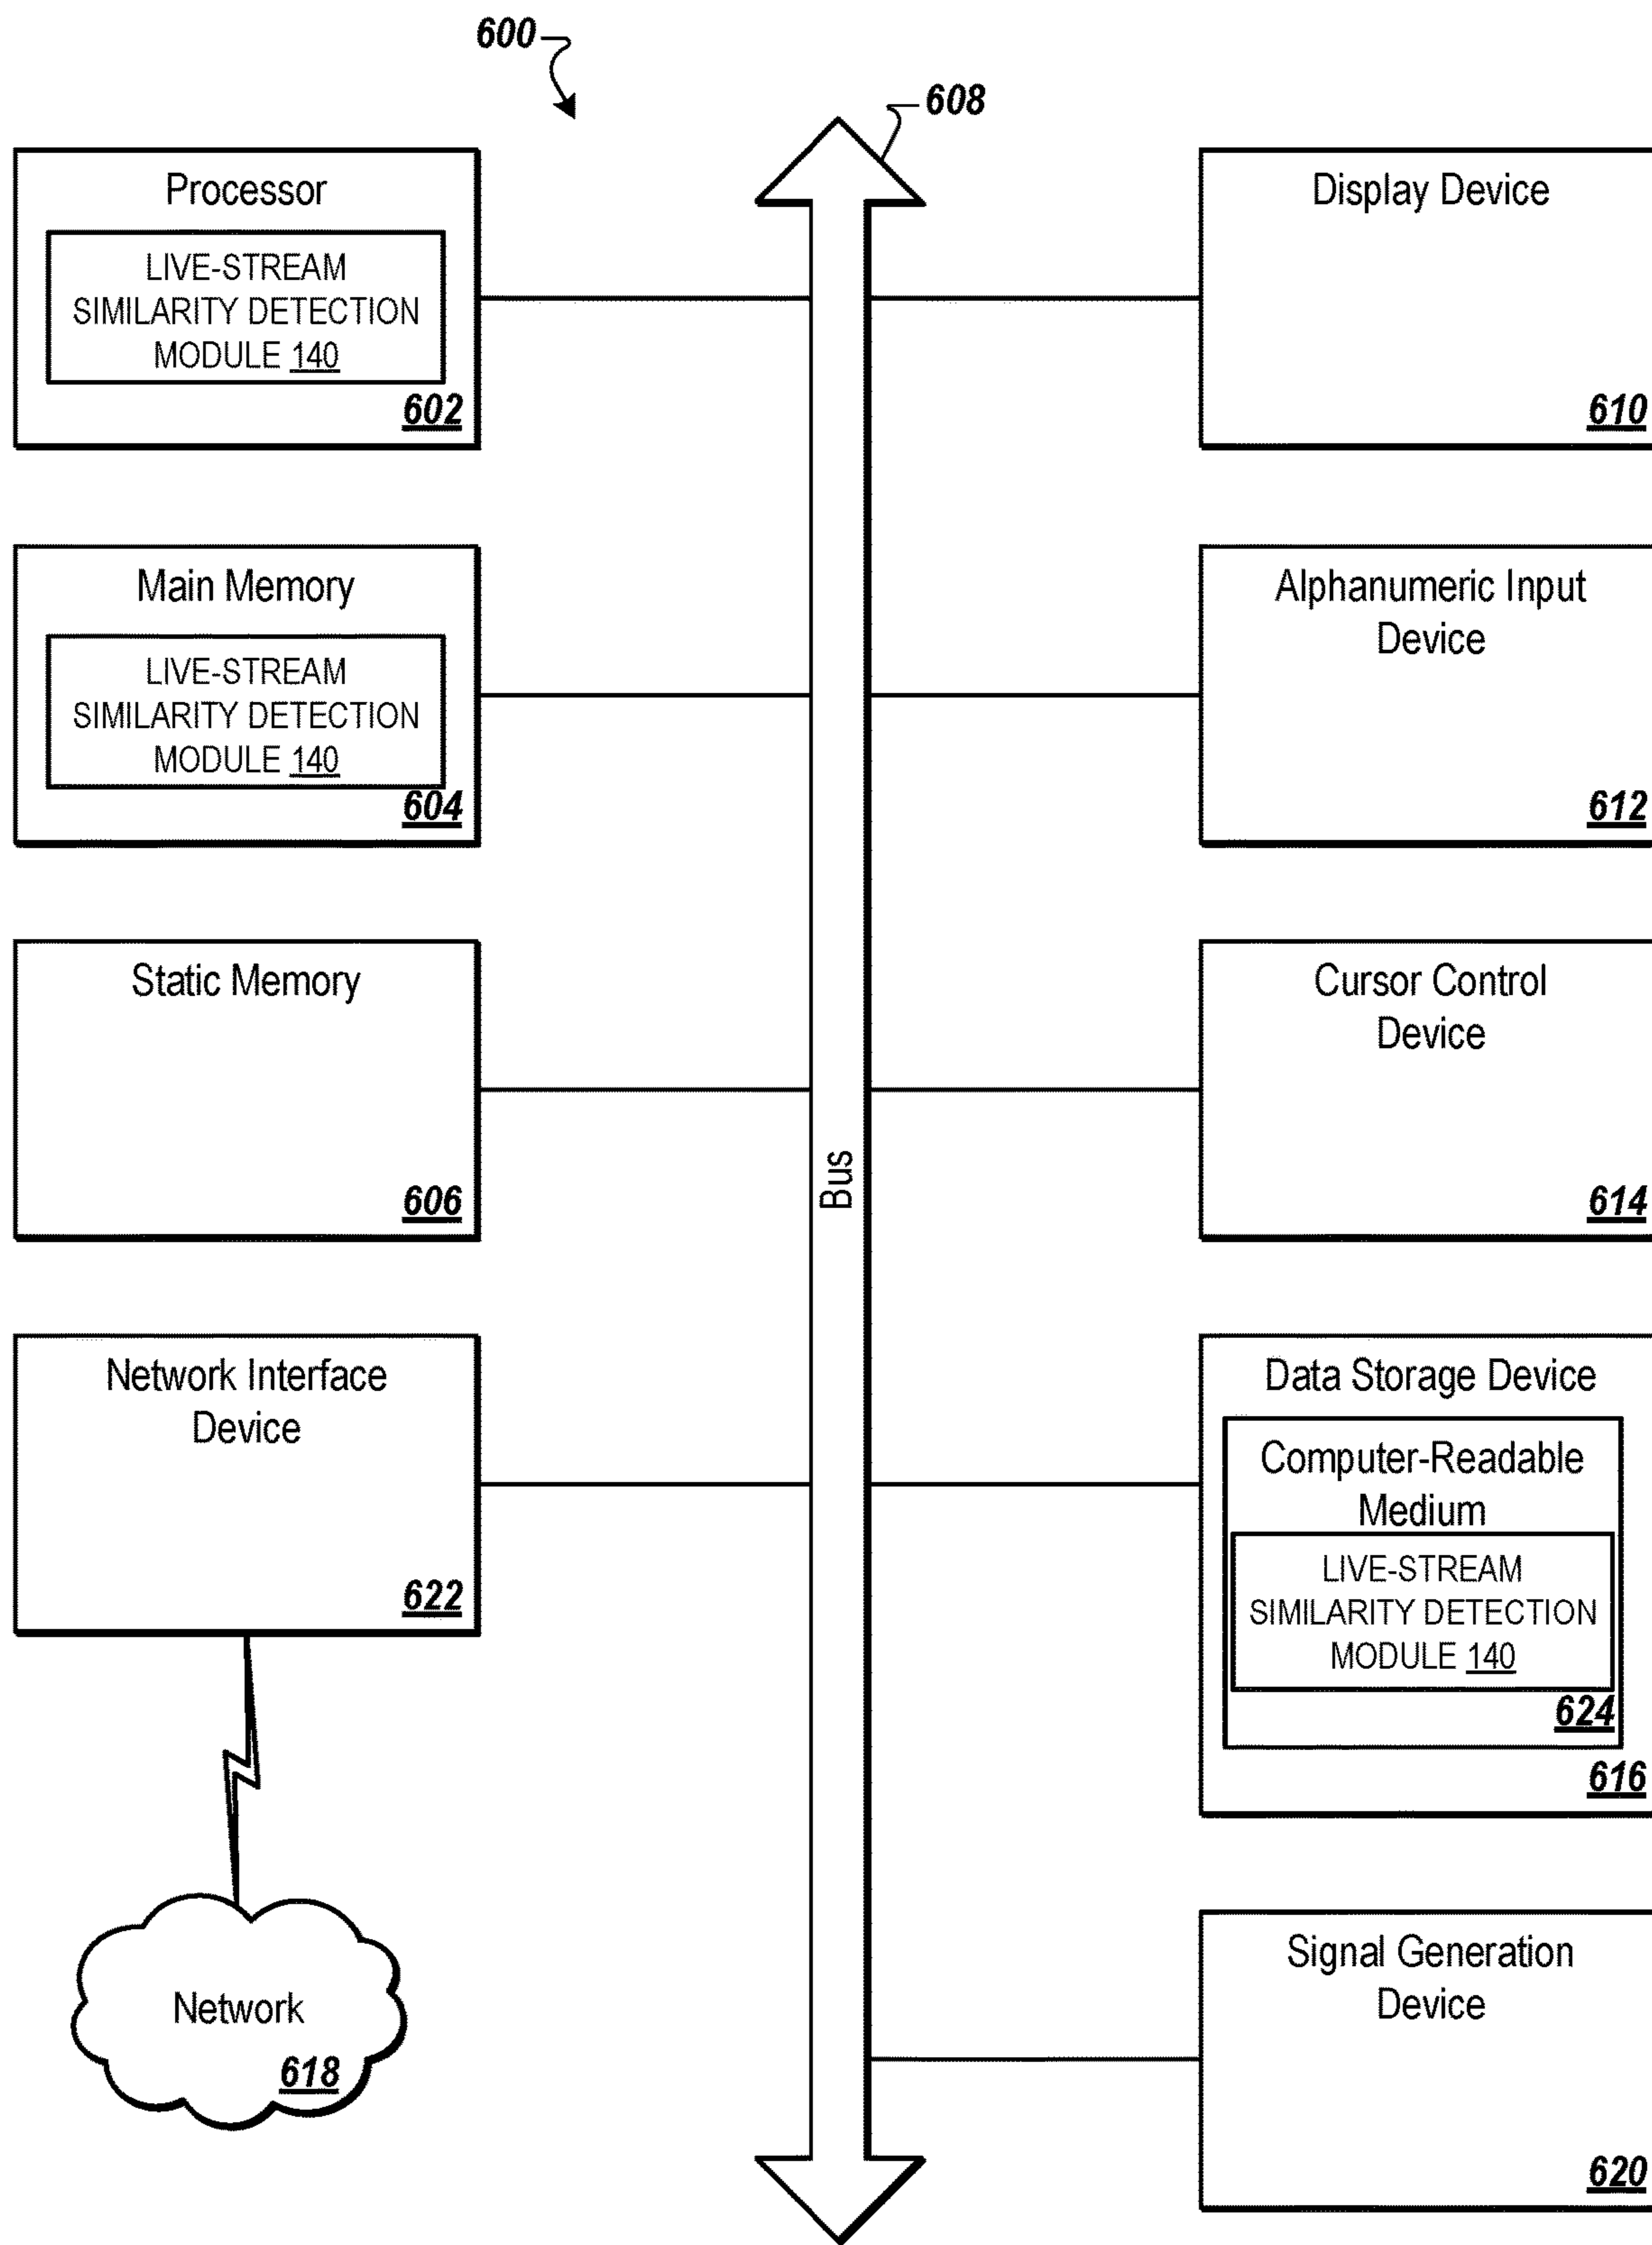 600
608
Processor
LIVE-STREAM
SIMILARITY DETECTION
MODULE 140
602
Display Device
610
Main Memory
LIVE-STREAM
SIMILARITY DETECTION
MODULE 140
604
Alphanumeric Input
Device
612
Static Memory
606
Cursor Control
Device
614
Bus
Network Interface
Device
622
Data Storage Device
Computer-Readable
Medium
LIVE-STREAM
SIMILARITY DETECTION
MODULE 140
624
616
Network
618
Signal Generation
Device
620